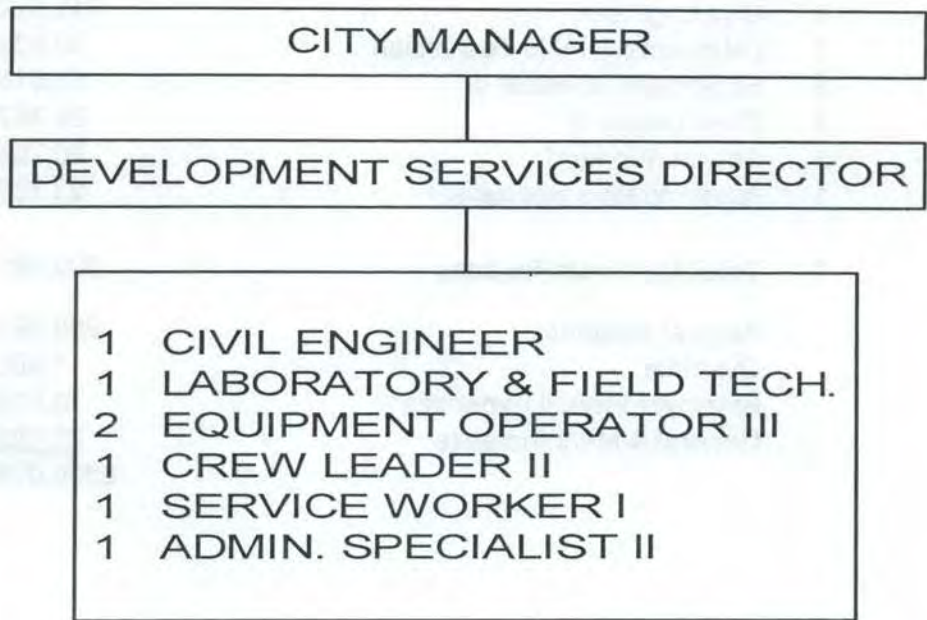 CITY MANAGER
DEVELOPMENT SERVICES DIRECTOR
1 CIVIL ENGINEER
1 LABORATORY & FIELD TECH.
2 EQUIPMENT OPERATOR III
1 CREW LEADER II
1 SERVICE WORKER I
1 ADMIN. SPECIALIST II